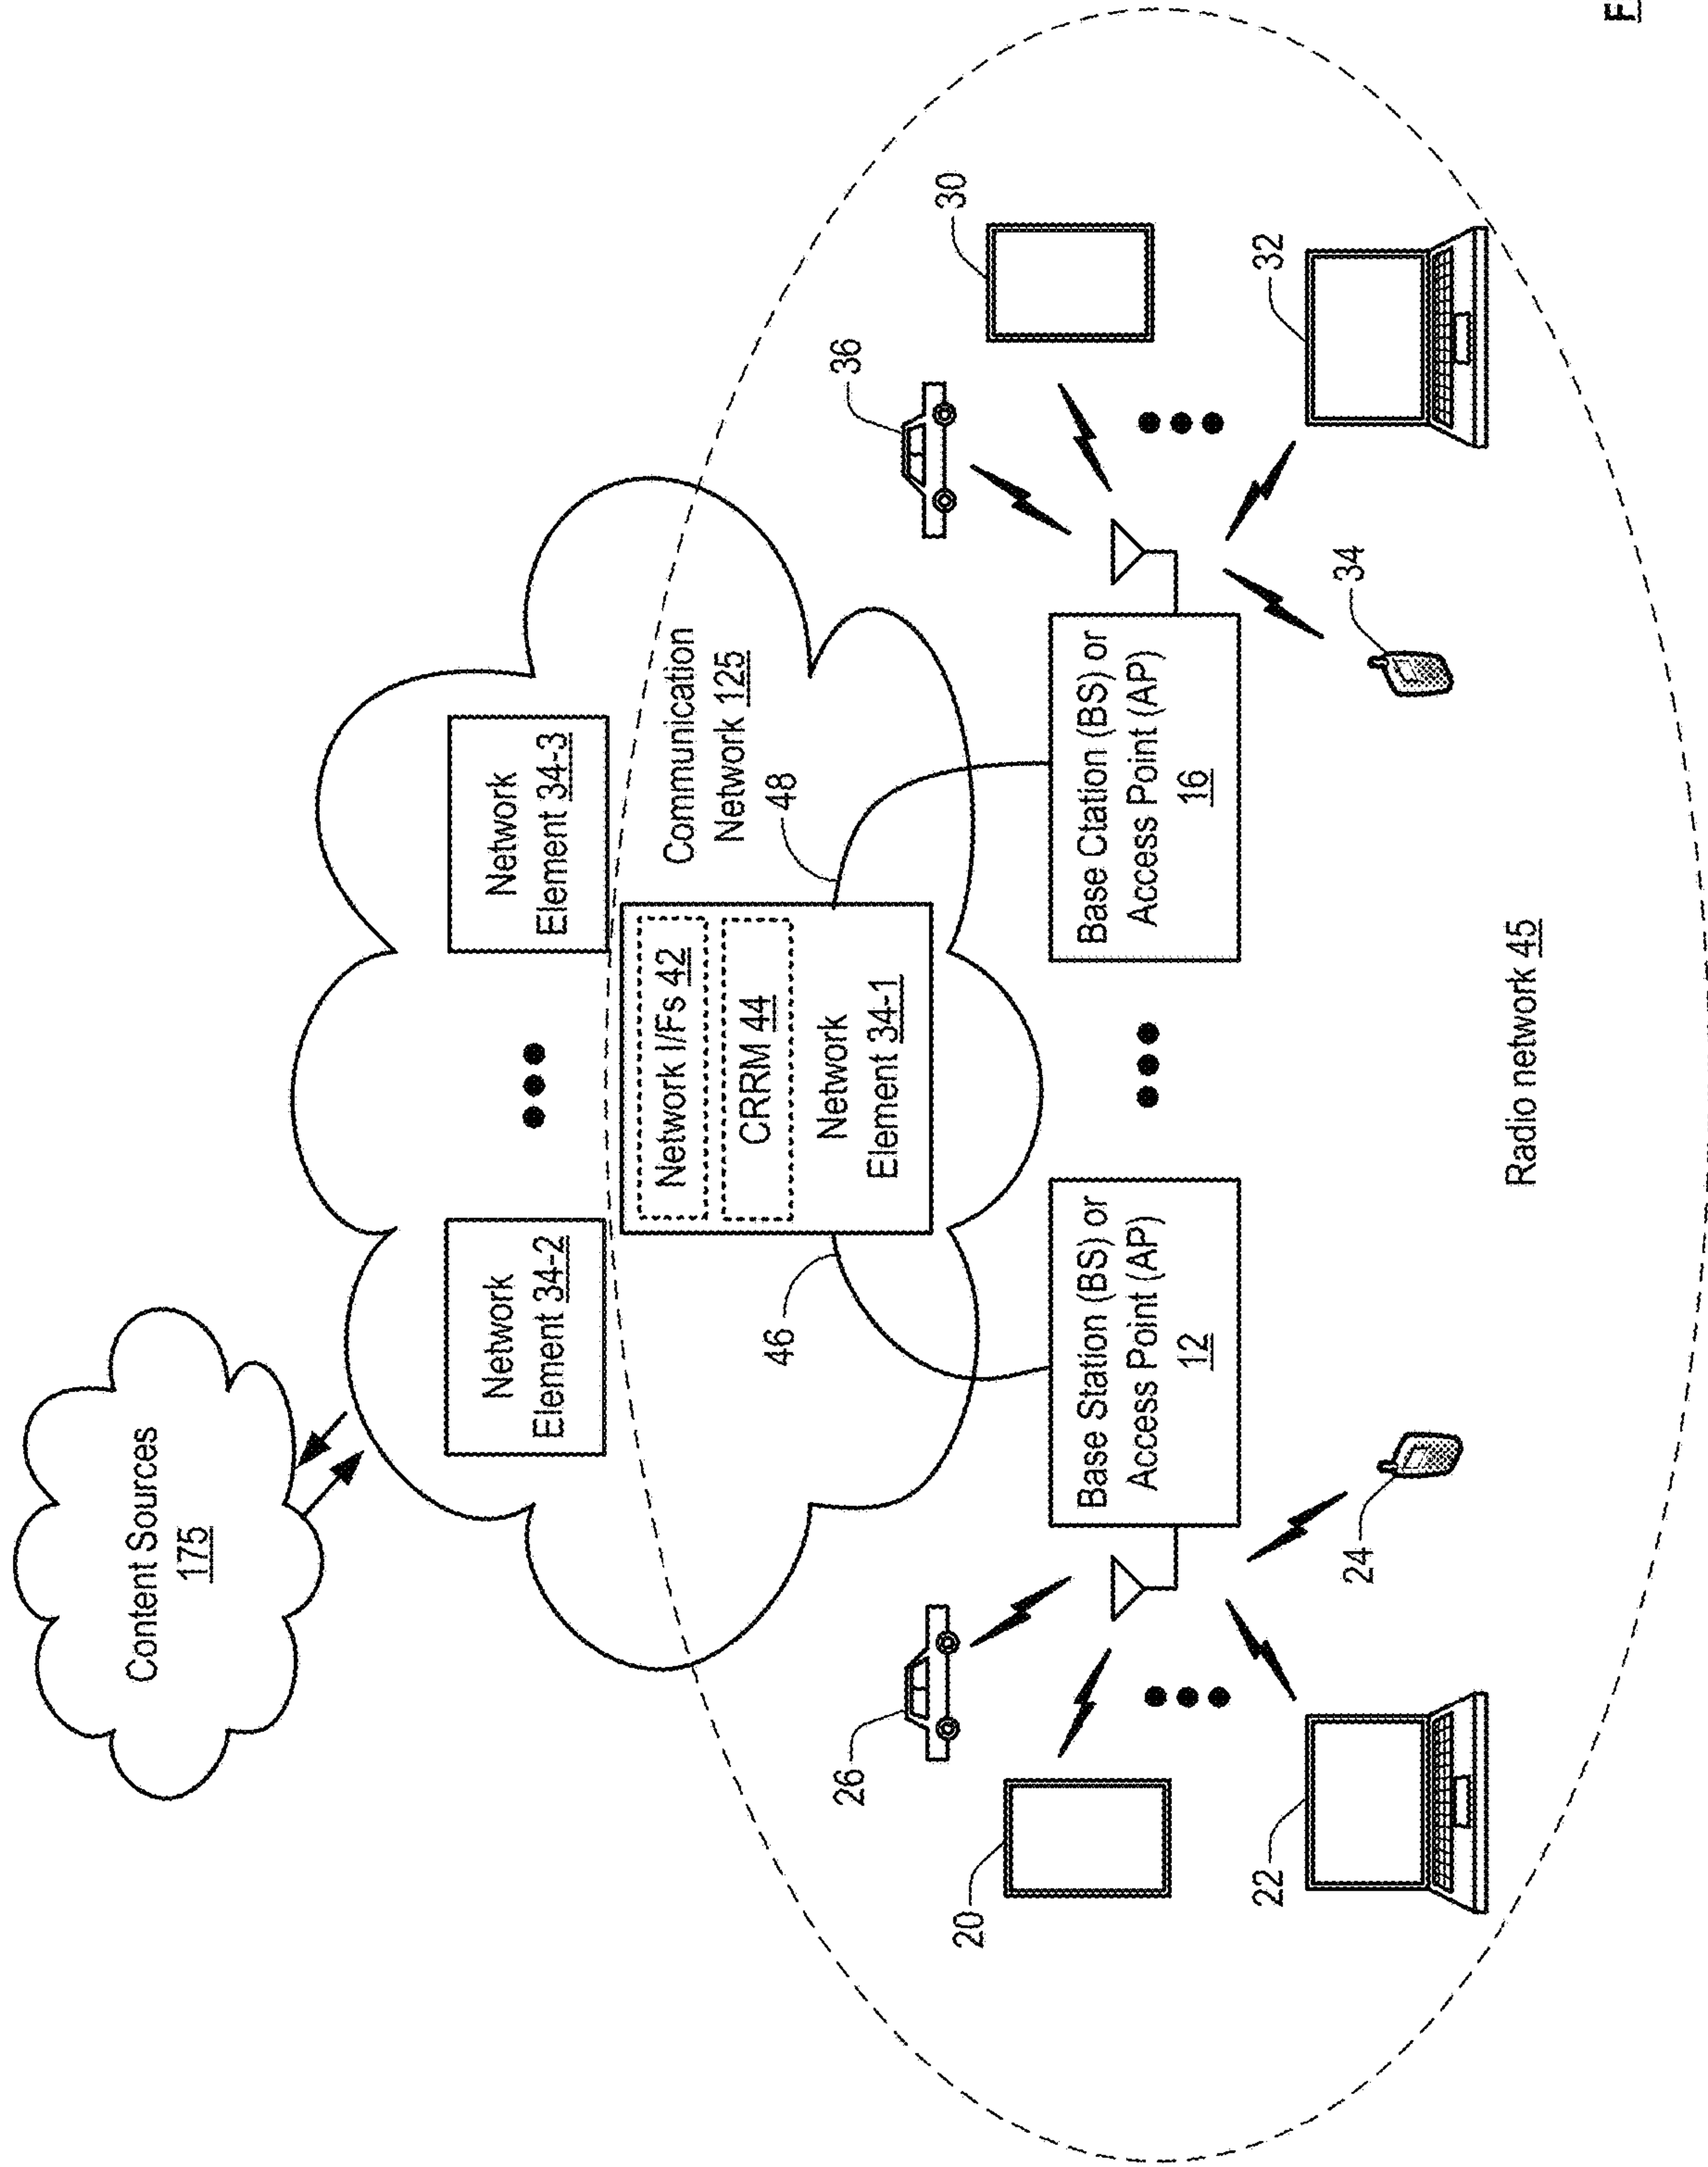 Content Sources
175
Network
Element 34-2
Network
Element 34-3
Network I/Fs 42
CRRM 44
Network
Element 34-1
Communication
Network 125
46
48
Base Station (BS) or
Access Point (AP)
12
Base Ctation (BS) or
Access Point (AP)
16
26
20
22
24
36
30
32
34
Radio network 45